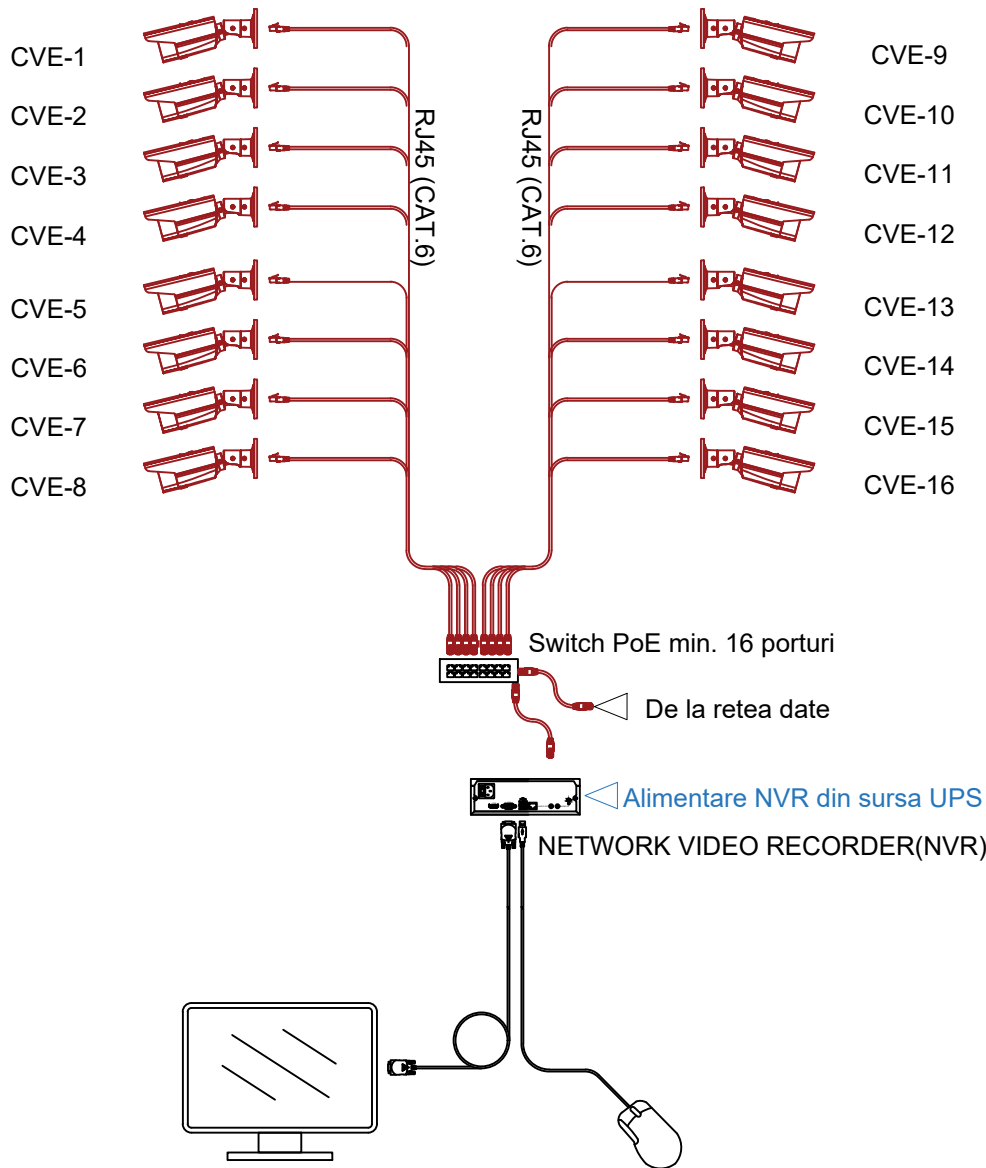 CVE-1
CVE-2
CVE-3
CVE-4
CVE-5
CVE-6
CVE-7
CVE-8
RJ45 (CAT.6)
RJ45 (CAT.6)
CVE-9
CVE-10
CVE-11
CVE-12
CVE-13
CVE-14
CVE-15
CVE-16
Switch PoE min. 16 porturi
De la retea date
Alimentare NVR din sursa UPS
NETWORK VIDEO RECORDER(NVR)